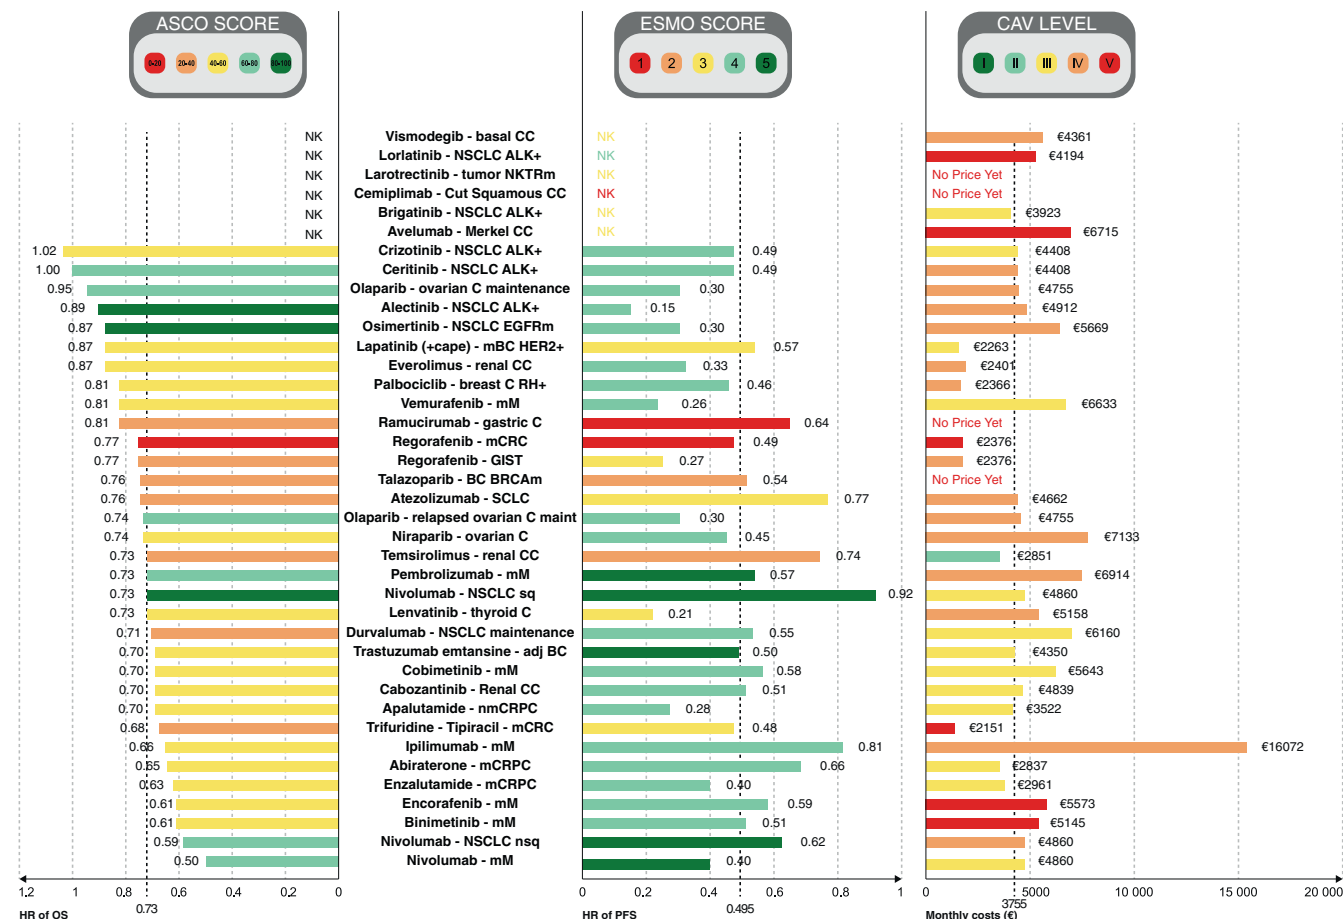 ASCO SCORE ESMO SCORE CAV LEVEL
0-20 20-40 40-60 60-80 80-100 1 2 3 4 5 I II III IV V
NK Vismodegib - basal CC NK €4361
NK Lorlatinib - NSCLC ALK+ NK €4194
NK Larotrectinib - tumor NKTRm NK No Price Yet
NK Cemiplimab - Cut Squamous CC NK No Price Yet
NK Brigatinib - NSCLC ALK+ NK €3923
NK Avelumab - Merkel CC NK €6715
1.02 Crizotinib - NSCLC ALK+ 0.49 €4408
1.00 Ceritinib - NSCLC ALK+ 0.49 €4408
0.95 Olaparib - ovarian C maintenance 0.30 €4755
0.89 Alectinib - NSCLC ALK+ 0.15 €4912
0.87 Osimertinib - NSCLC EGFRm 0.30 €5669
0.87 Lapatinib (+cape) - mBC HER2+ 0.57 €2263
0.87 Everolimus - renal CC 0.33 €2401
0.81 Palbociclib - breast C RH+ 0.46 €2366
0.81 Vemurafenib - mM 0.26 €6633
0.81 Ramucirumab - gastric C 0.64 No Price Yet
0.77 Regorafenib - mCRC 0.49 €2376
0.77 Regorafenib - GIST 0.27 €2376
0.76 Talazoparib - BC BRCAm 0.54 No Price Yet
0.76 Atezolizumab - SCLC 0.77 €4662
0.74 Olaparib - relapsed ovarian C maint 0.30 €4755
0.74 Niraparib - ovarian C 0.45 €7133
0.73 Temsirolimus - renal CC 0.74 €2851
0.73 Pembrolizumab - mM 0.57 €6914
0.73 Nivolumab - NSCLC sq 0.92 €4860
0.73 Lenvatinib - thyroid C 0.21 €5158
0.71 Durvalumab - NSCLC maintenance 0.55 €6160
0.70 Trastuzumab emtansine - adj BC 0.50 €4350
0.70 Cobimetinib - mM 0.58 €5643
0.70 Cabozantinib - Renal CC 0.51 €4839
0.70 Apalutamide - nmCRPC 0.28 €3522
0.68 Trifuridine - Tipiracil - mCRC 0.48 €2151
0.66 Ipilimumab - mM 0.81 €16072
0.65 Abiraterone - mCRPC 0.66 €2837
0.63 Enzalutamide - mCRPC 0.40 €2961
0.61 Encorafenib - mM 0.59 €5573
0.61 Binimetinib - mM 0.51 €5145
0.59 Nivolumab - NSCLC nsq 0.62 €4860
0.50 Nivolumab - mM 0.40 €4860
1.2 1 0.8 0.6 0.4 0.2 0 0 0.2 0.4 0.6 0.8 1 0 5000 10 000 15 000 20 000
0.73 0.495 3755
HR of OS HR of PFS Monthly costs (€)